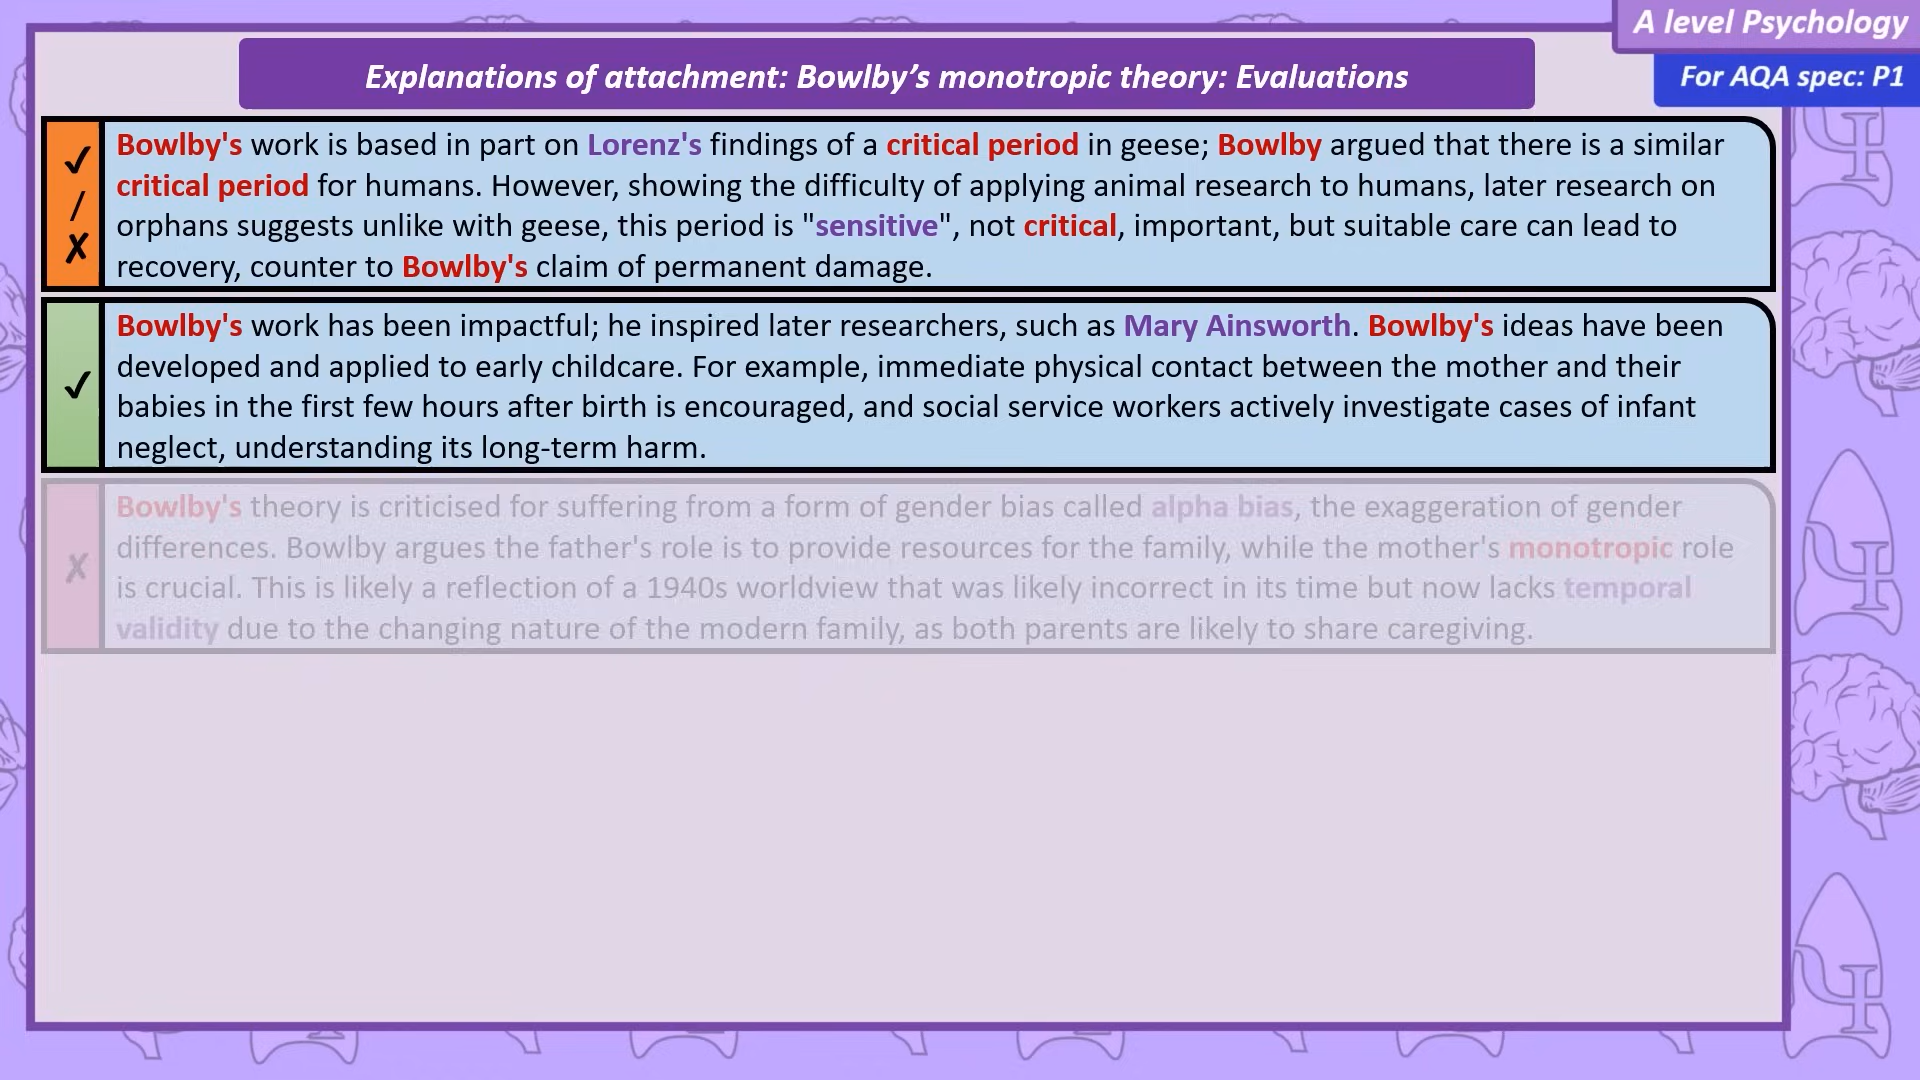 A level Psychology
Explanations of attachment: Bowlby’s monotropic theory: Evaluations
For AQA spec: P1
✓
/
✗
Bowlby's work is based in part on Lorenz's findings of a critical period in geese; Bowlby argued that there is a similar
critical period for humans. However, showing the difficulty of applying animal research to humans, later research on
orphans suggests unlike with geese, this period is "sensitive", not critical, important, but suitable care can lead to
recovery, counter to Bowlby's claim of permanent damage.
✓
Bowlby's work has been impactful; he inspired later researchers, such as Mary Ainsworth. Bowlby's ideas have been
developed and applied to early childcare. For example, immediate physical contact between the mother and their
babies in the first few hours after birth is encouraged, and social service workers actively investigate cases of infant
neglect, understanding its long-term harm.
✗
Bowlby's theory is criticised for suffering from a form of gender bias called alpha bias, the exaggeration of gender
differences. Bowlby argues the father's role is to provide resources for the family, while the mother's monotropic role
is crucial. This is likely a reflection of a 1940s worldview that was likely incorrect in its time but now lacks temporal
validity due to the changing nature of the modern family, as both parents are likely to share caregiving.